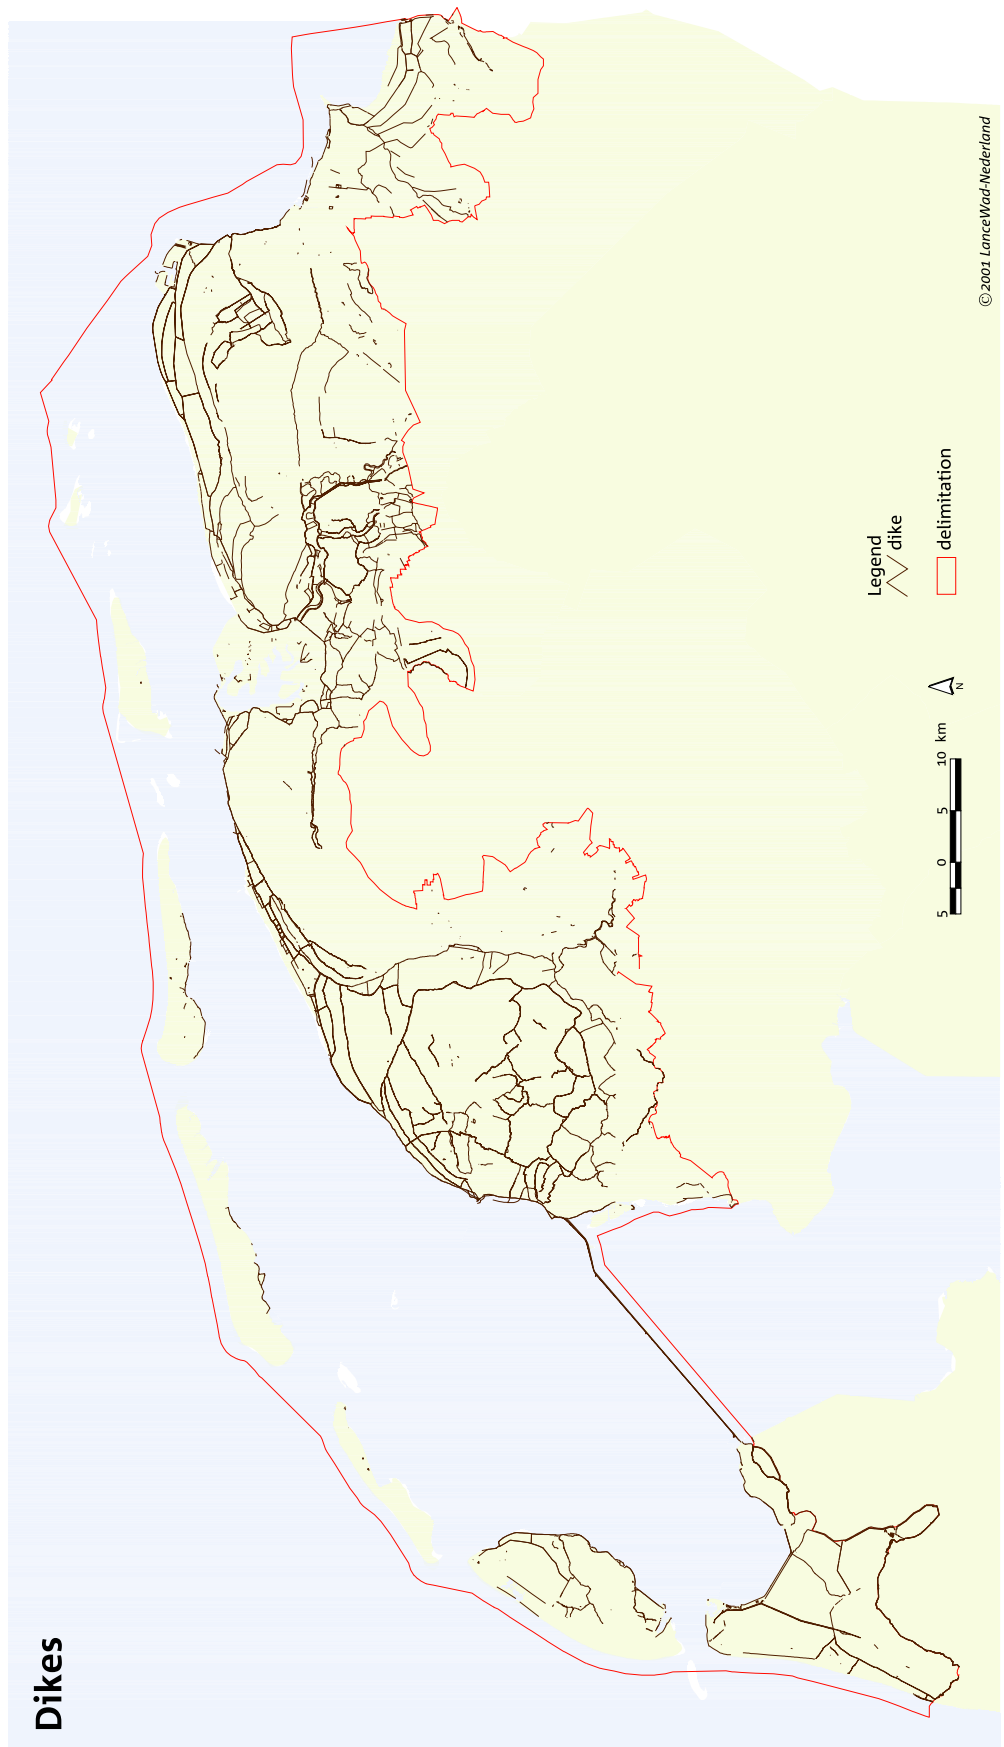 Dikes
Legend
dike
delimitation
5 0 5 10 km
N
©2001 LanceWad-Nederland